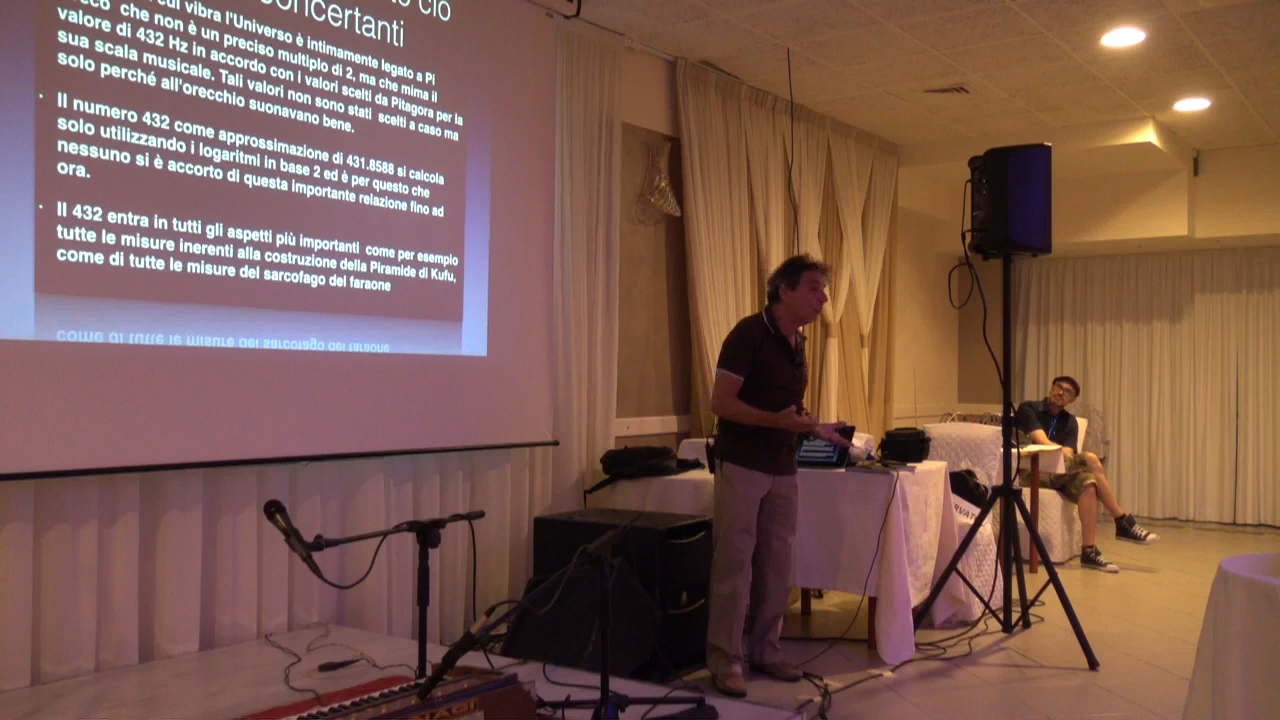 ciò
concertanti
cui vibra l'Universo è intimamente legato a PI
che non è un preciso multiplo di 2, ma che mima il
valore di 432 Hz in accordo con i valori scelti da Pitagora per la
sua scala musicale. Tali valori non sono stati scelti a caso ma
solo perché all'orecchio suonavano bene.
• Il numero 432 come approssimazione di 431.8588 si calcola
solo utilizzando i logaritmi in base 2 ed è per questo che
nessuno si è accorto di questa importante relazione fino ad
ora.
• Il 432 entra in tutti gli aspetti più importanti come per esempio
tutte le misure inerenti alla costruzione della Piramide di Kufu,
come di tutte le misure del sarcofago del faraone